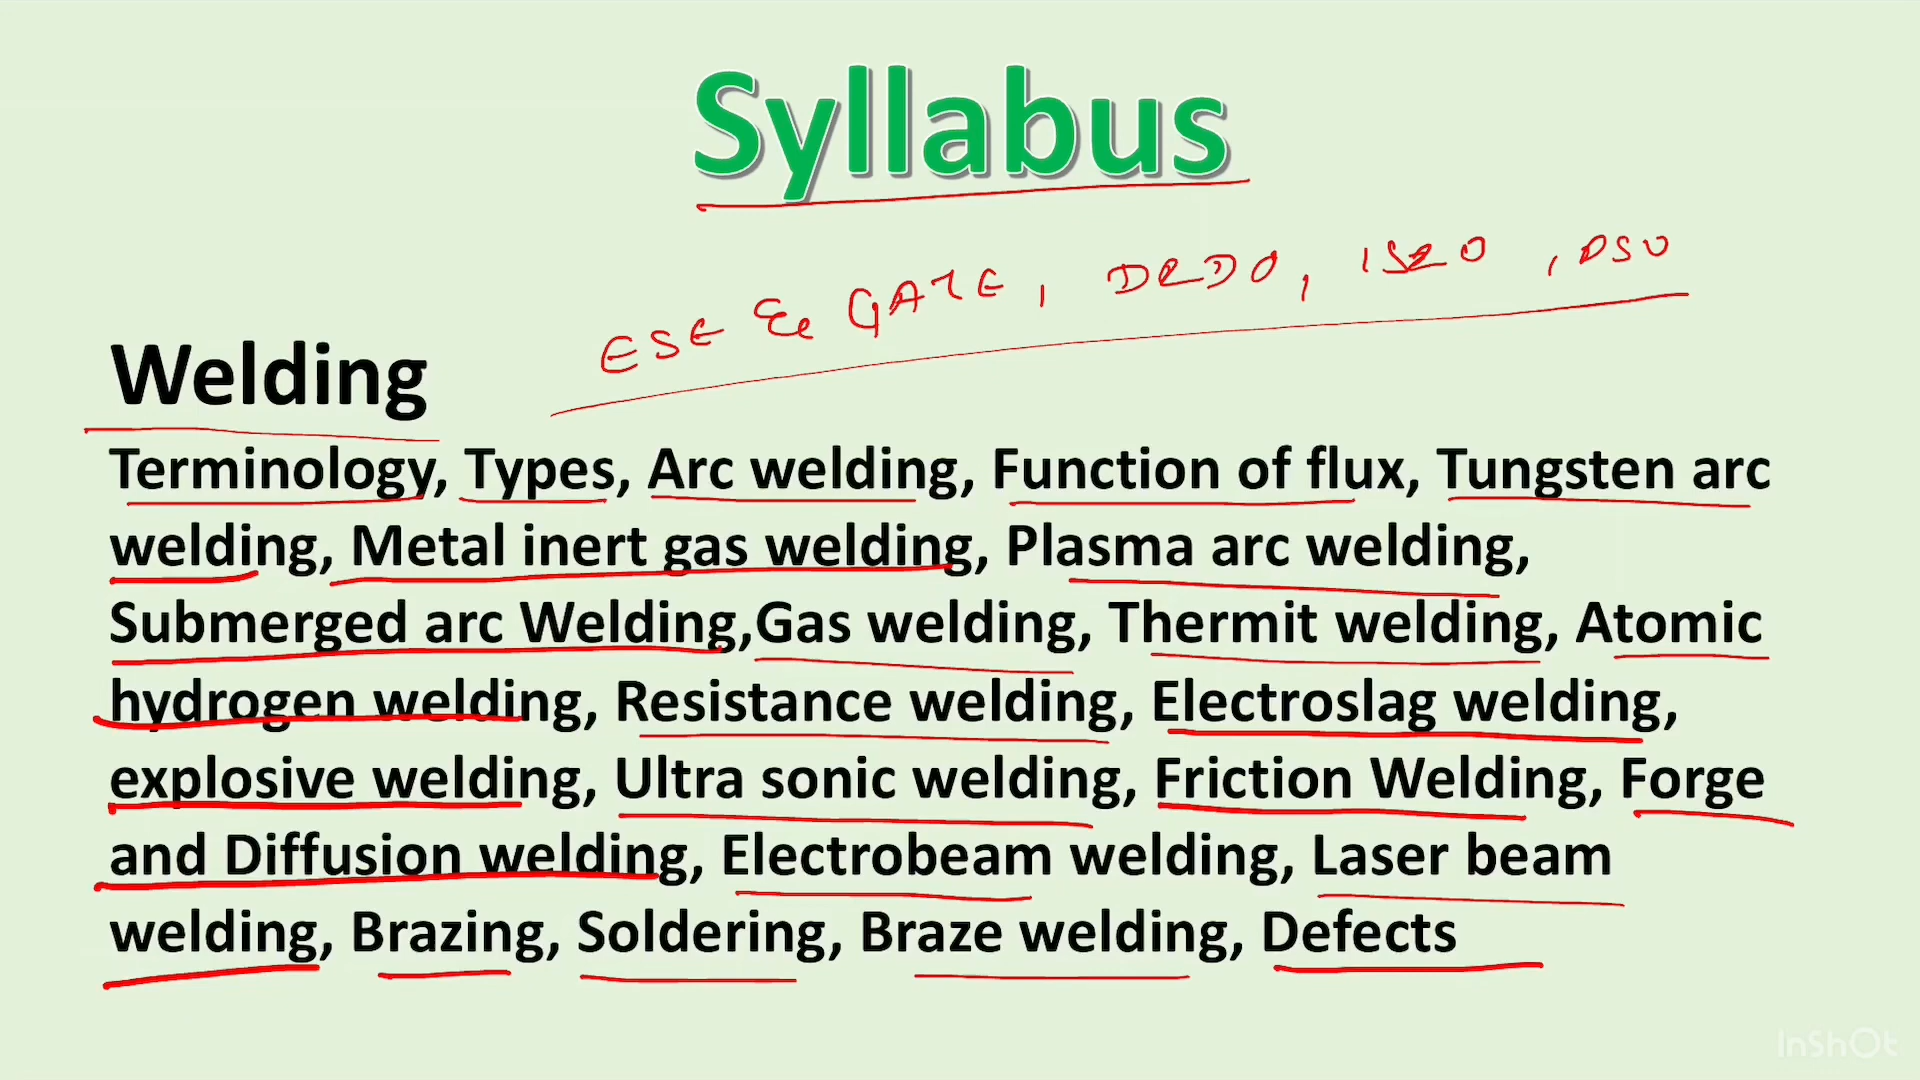 Syllabus
ESE & GATE, DRDO, ISRO, PSU
Welding
Terminology, Types, Arc welding, Function of flux, Tungsten arc
welding, Metal inert gas welding, Plasma arc welding,
Submerged arc Welding,Gas welding, Thermit welding, Atomic
hydrogen welding, Resistance welding, Electroslag welding,
explosive welding, Ultra sonic welding, Friction Welding, Forge
and Diffusion welding, Electrobeam welding, Laser beam
welding, Brazing, Soldering, Braze welding, Defects
InShOt